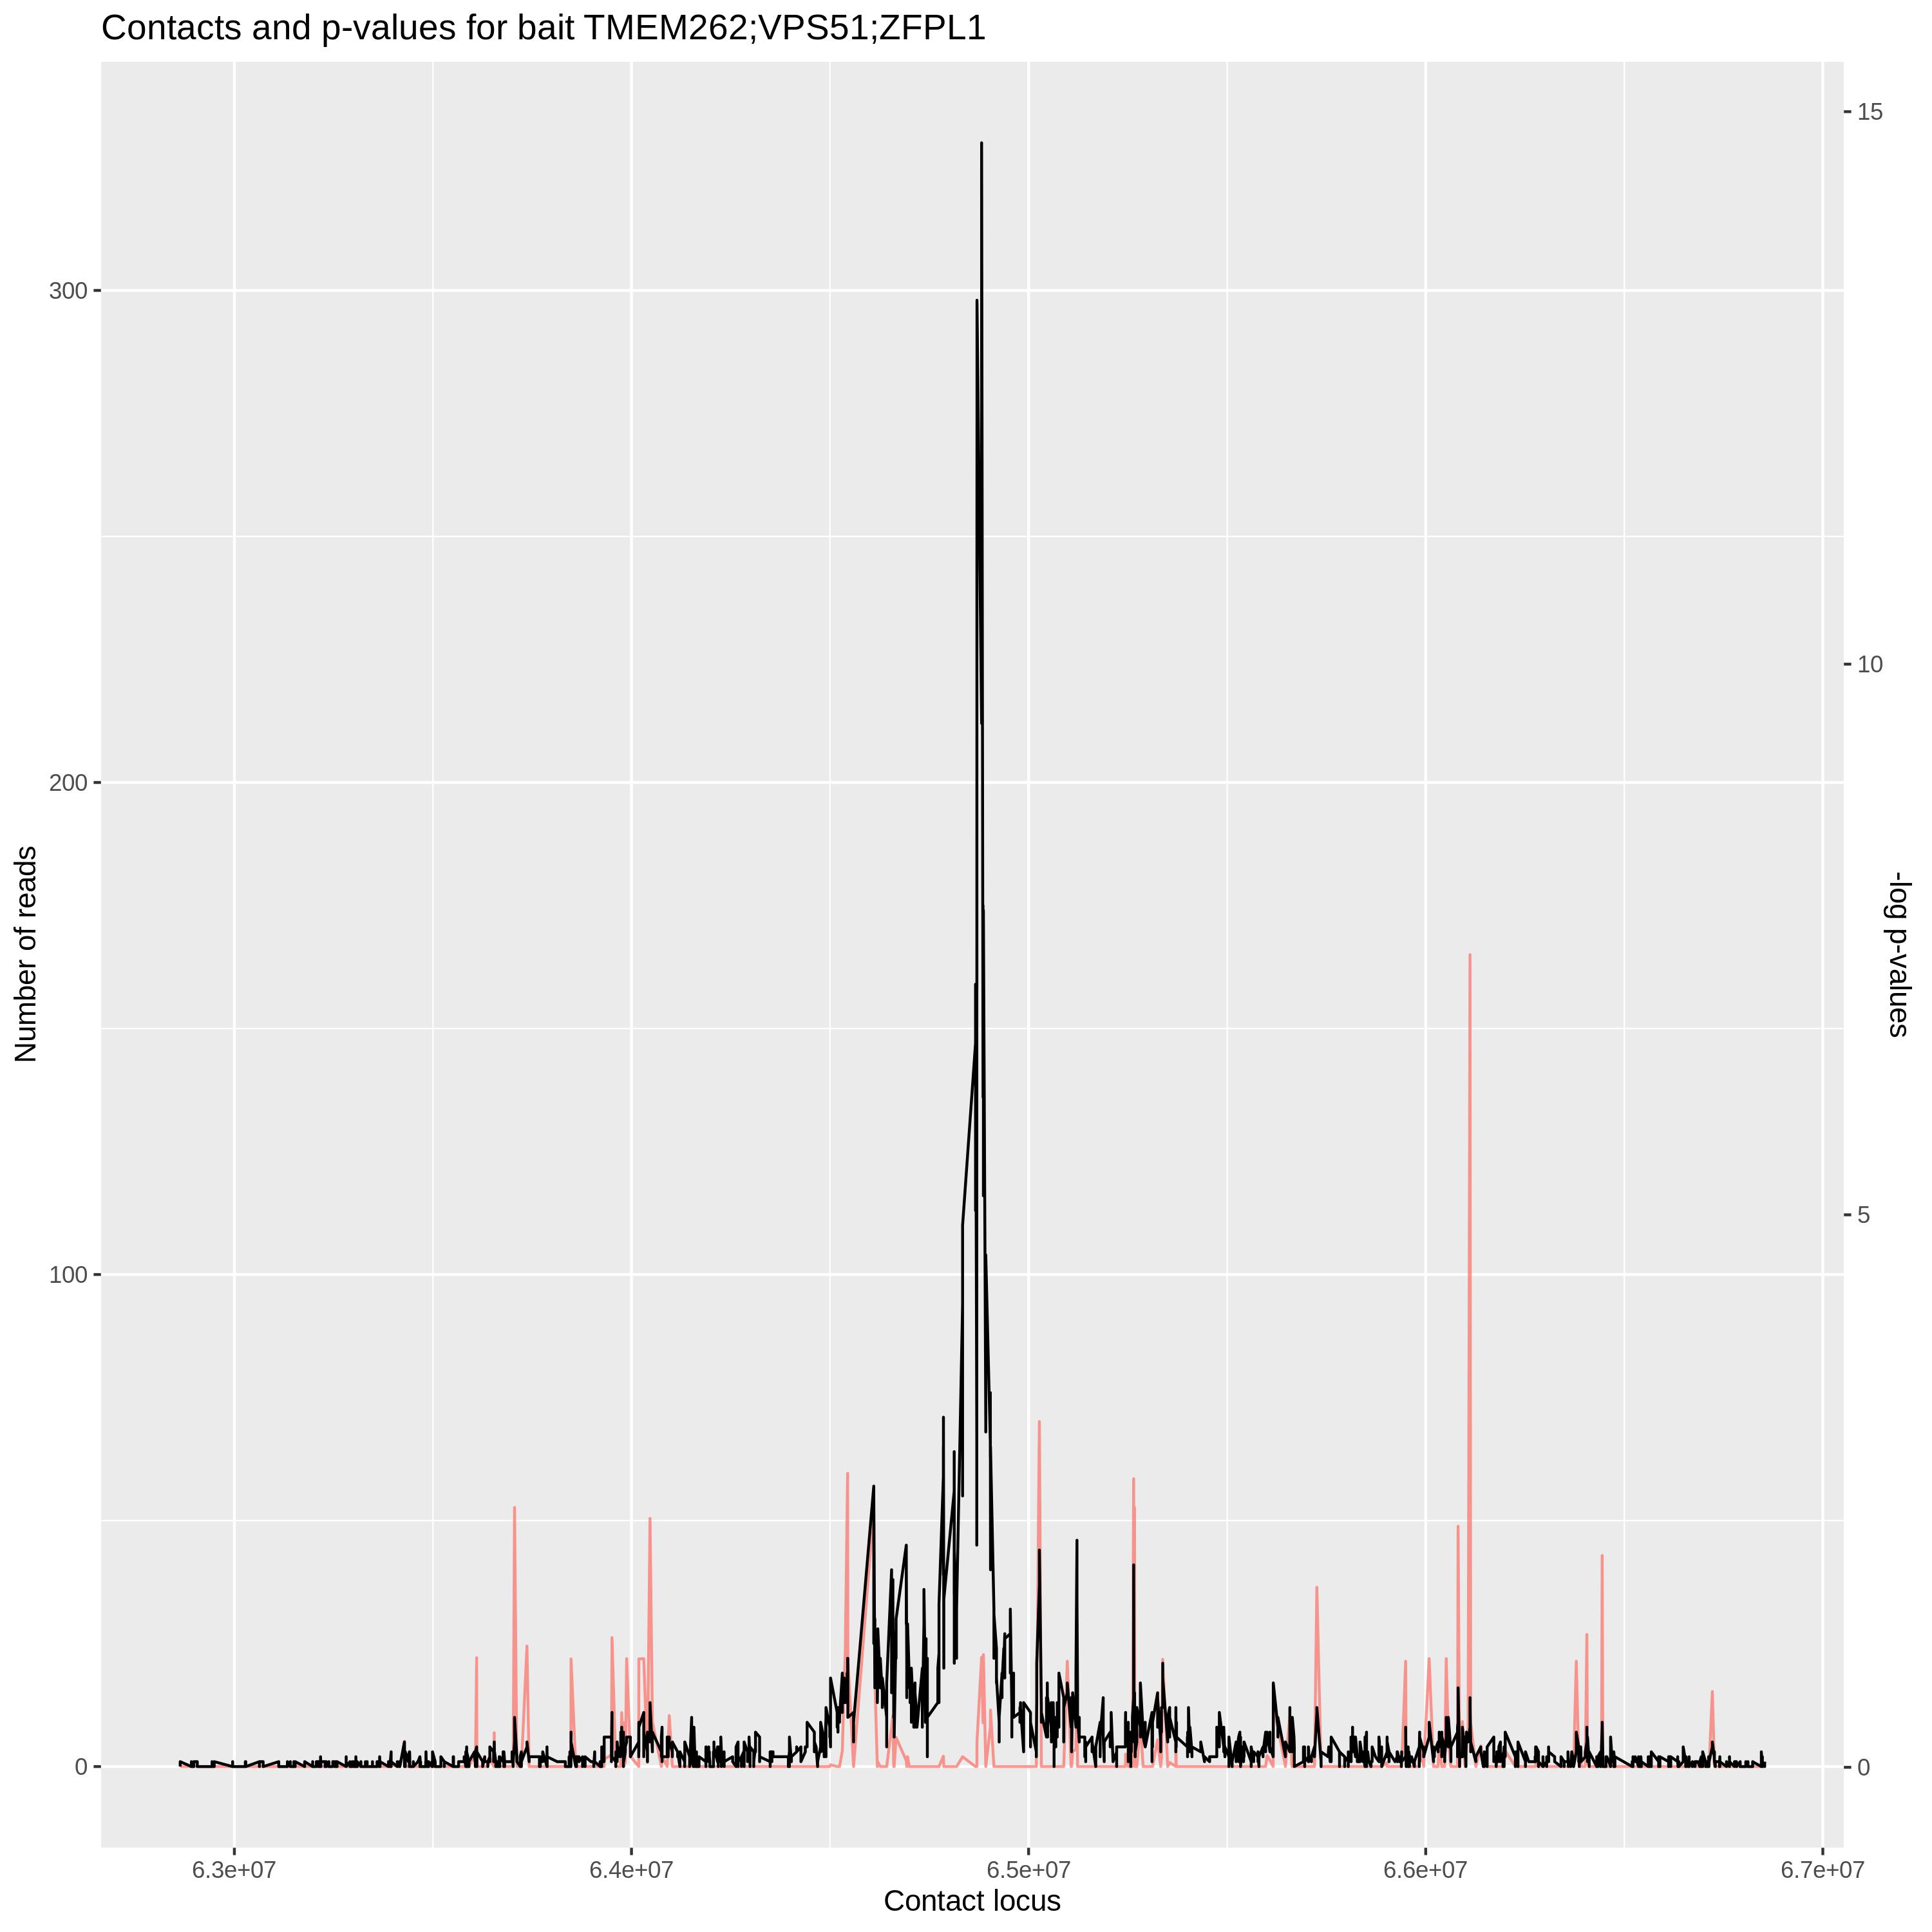 Contacts and p-values for bait TMEM262;VPS51;ZFPL1
Number of reads
300
200
100
0
15
10
5
0
-log p-values
6.3e+07
6.4e+07
6.5e+07
6.6e+07
6.7e+07
Contact locus